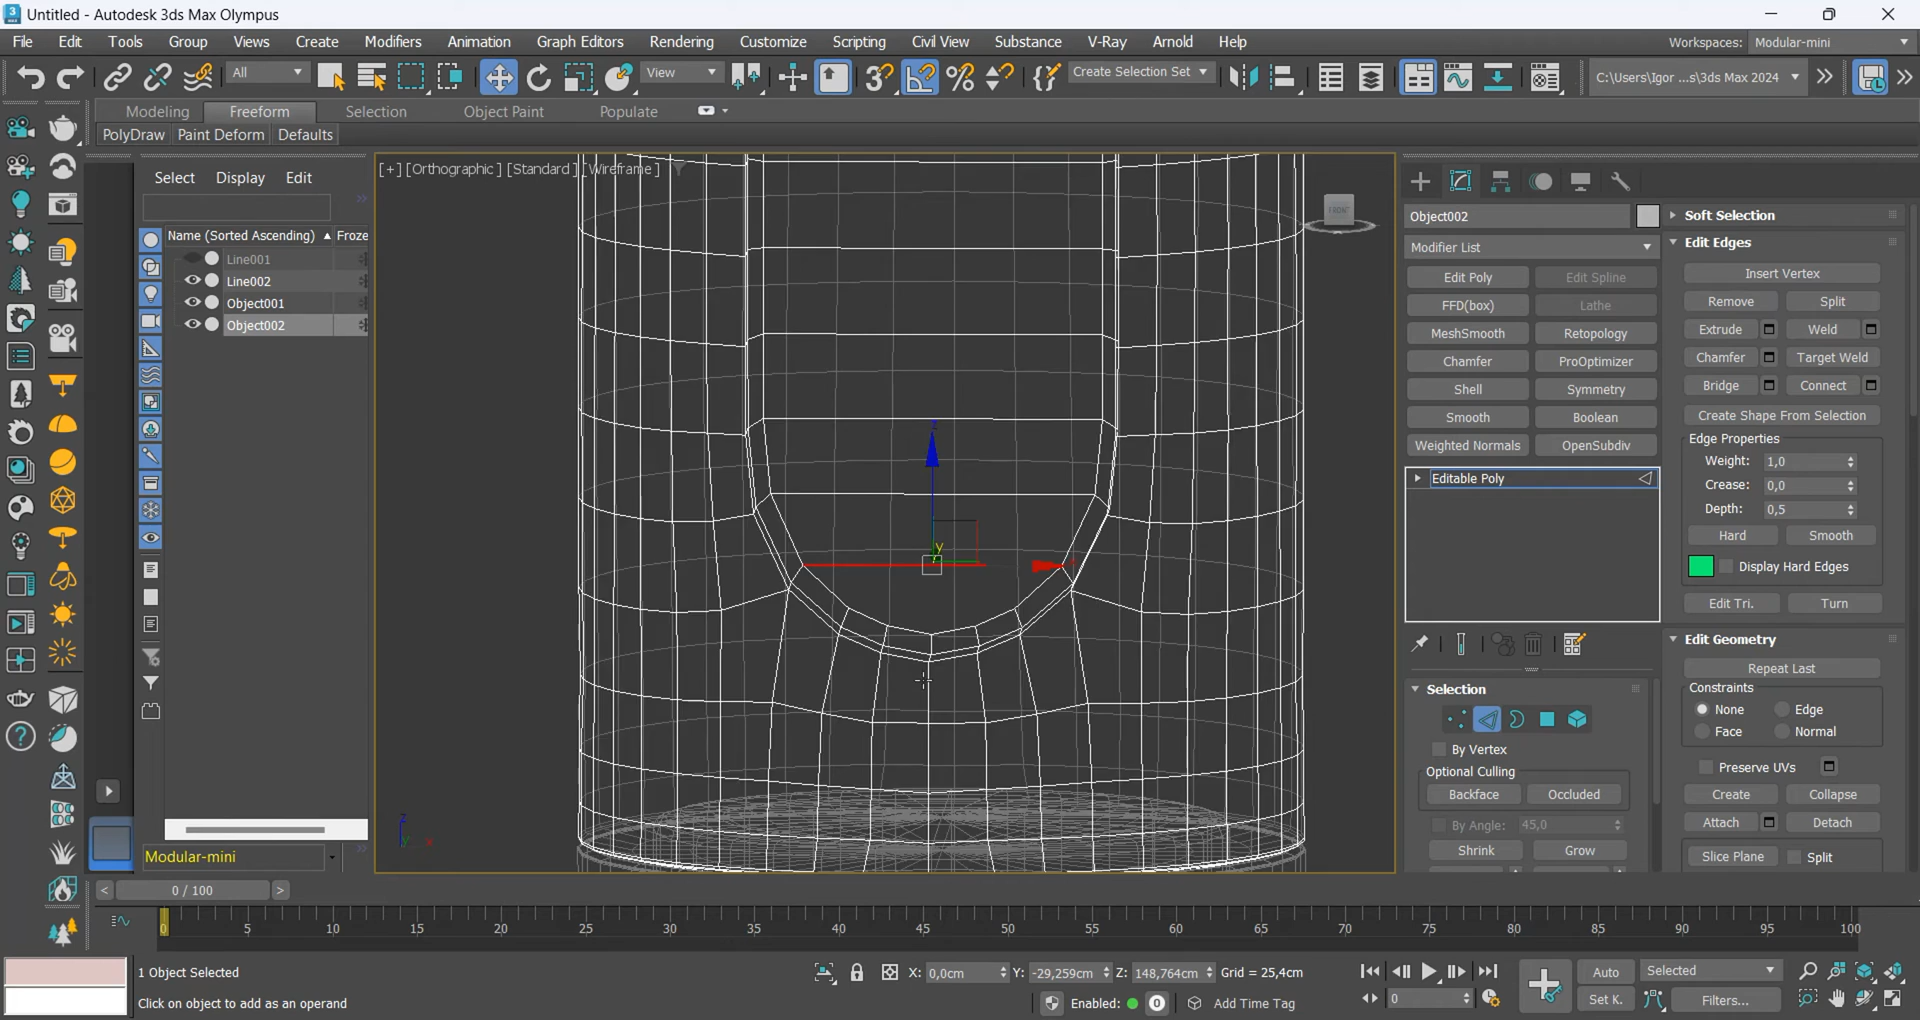 Untitled - Autodesk 3ds Max Olympus
File Edit Tools Group Views Create Modifiers Animation Graph Editors Rendering Customize Scripting Civil View Substance V-Ray Arnold Help
Workspaces: Modular-mini
All View Create Selection Set C:\Users\Igor ...s\3ds Max 2024
Modeling Freeform Selection Object Paint Populate
PolyDraw Paint Deform Defaults
Select Display Edit
[+] [Orthographic ] [Standard ] [Wireframe ]
Name (Sorted Ascending) Froze
Line001
Line002
Object001
Object002
Modular-mini
FRONT
z
y
z
Object002
Modifier List
Edit Poly Edit Spline
FFD(box) Lathe
MeshSmooth Retopology
Chamfer ProOptimizer
Shell Symmetry
Smooth Boolean
Weighted Normals OpenSubdiv
Editable Poly
Selection
By Vertex
Optional Culling
Backface Occluded
By Angle: 45,0
Shrink Grow
Soft Selection
Edit Edges
Insert Vertex
Remove Split
Extrude Weld
Chamfer Target Weld
Bridge Connect
Create Shape From Selection
Edge Properties
Weight: 1,0
Crease: 0,0
Depth: 0,5
Hard Smooth
Display Hard Edges
Edit Tri. Turn
Edit Geometry
Repeat Last
Constraints
None Edge
Face Normal
Preserve UVs
Create Collapse
Attach Detach
Slice Plane Split
< 0 / 100 >
0 5 10 15 20 25 30 35 40 45 50 55 60 65 70 75 80 85 90 95 100
1 Object Selected
X: 0,0cm Y: -29,259cm Z: 148,764cm Grid = 25,4cm
Auto Selected
Click on object to add as an operand
Enabled: 0 Add Time Tag
0
Set K. Filters...